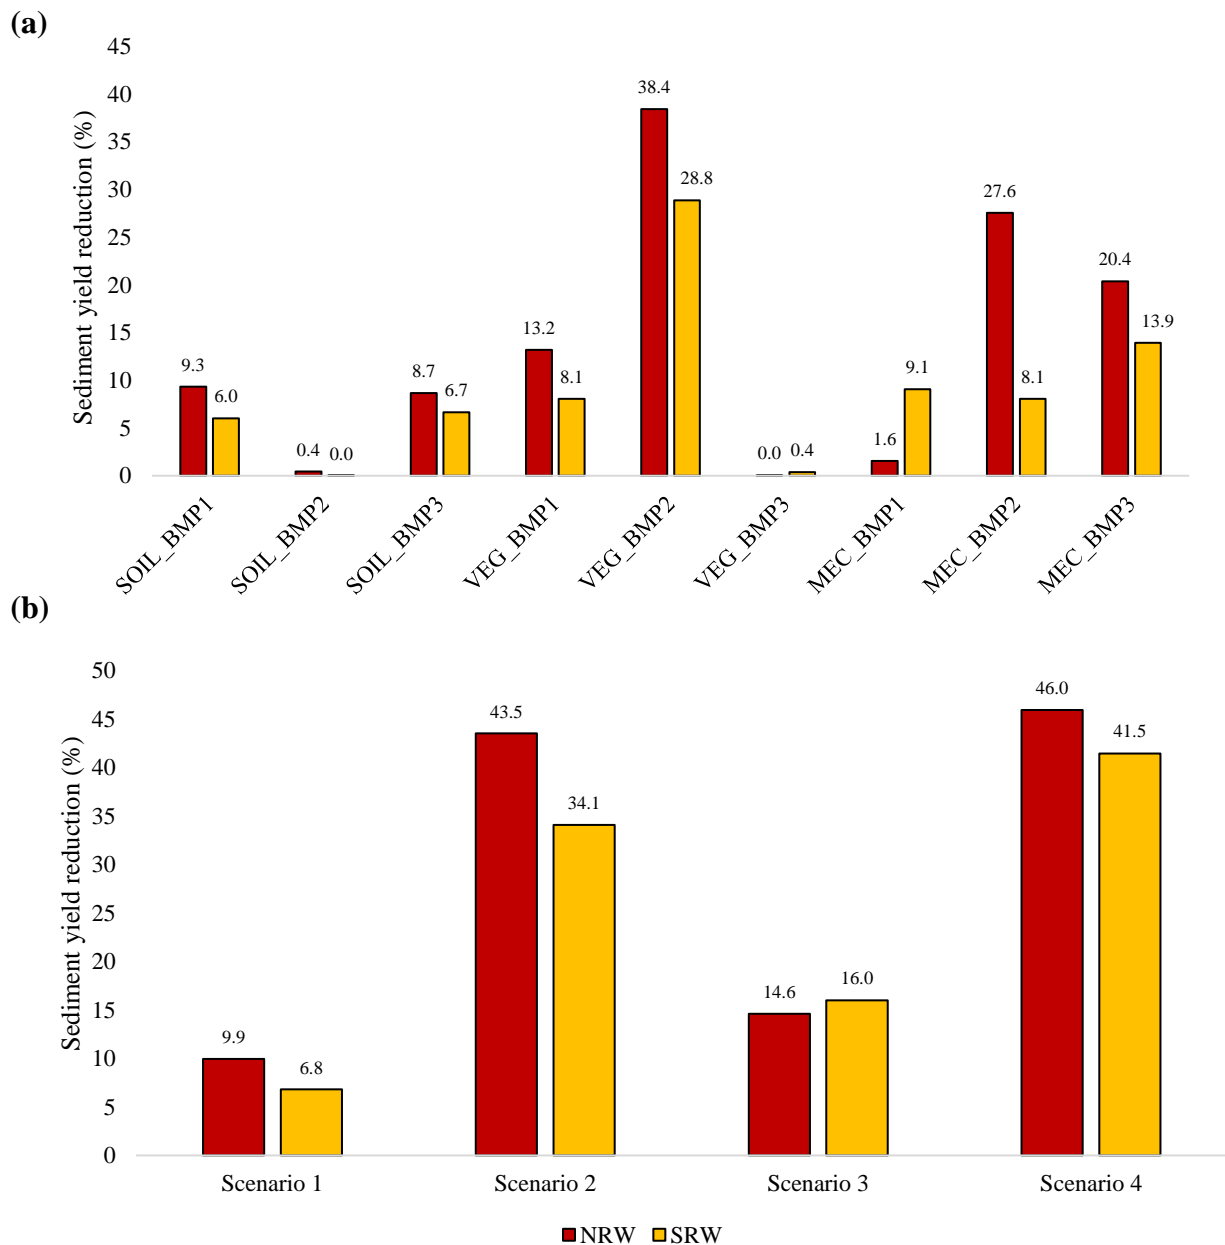 (a)
Sediment yield reduction (%)
45
40
35
30
25
20
15
10
5
0
9.3
6.0
0.4
0.0
8.7
6.7
13.2
8.1
38.4
28.8
0.0
0.4
1.6
9.1
27.6
8.1
20.4
13.9
SOIL_BMP1
SOIL_BMP2
SOIL_BMP3
VEG_BMP1
VEG_BMP2
VEG_BMP3
MEC_BMP1
MEC_BMP2
MEC_BMP3
(b)
Sediment yield reduction (%)
50
45
40
35
30
25
20
15
10
5
0
9.9
6.8
43.5
34.1
14.6
16.0
46.0
41.5
Scenario 1
Scenario 2
Scenario 3
Scenario 4
NRW
SRW